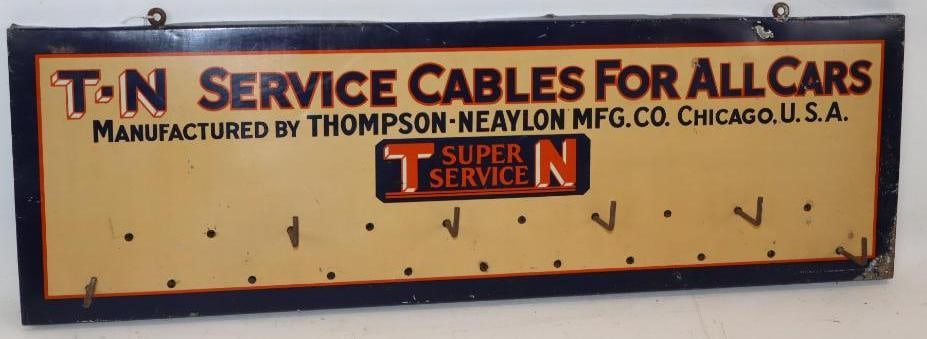 T-N SERVICE CABLES FOR ALL CARS
MANUFACTURED BY THOMPSON-NEAYLON MFG. CO. CHICAGO, U.S.A.
T SUPER SERVICE N